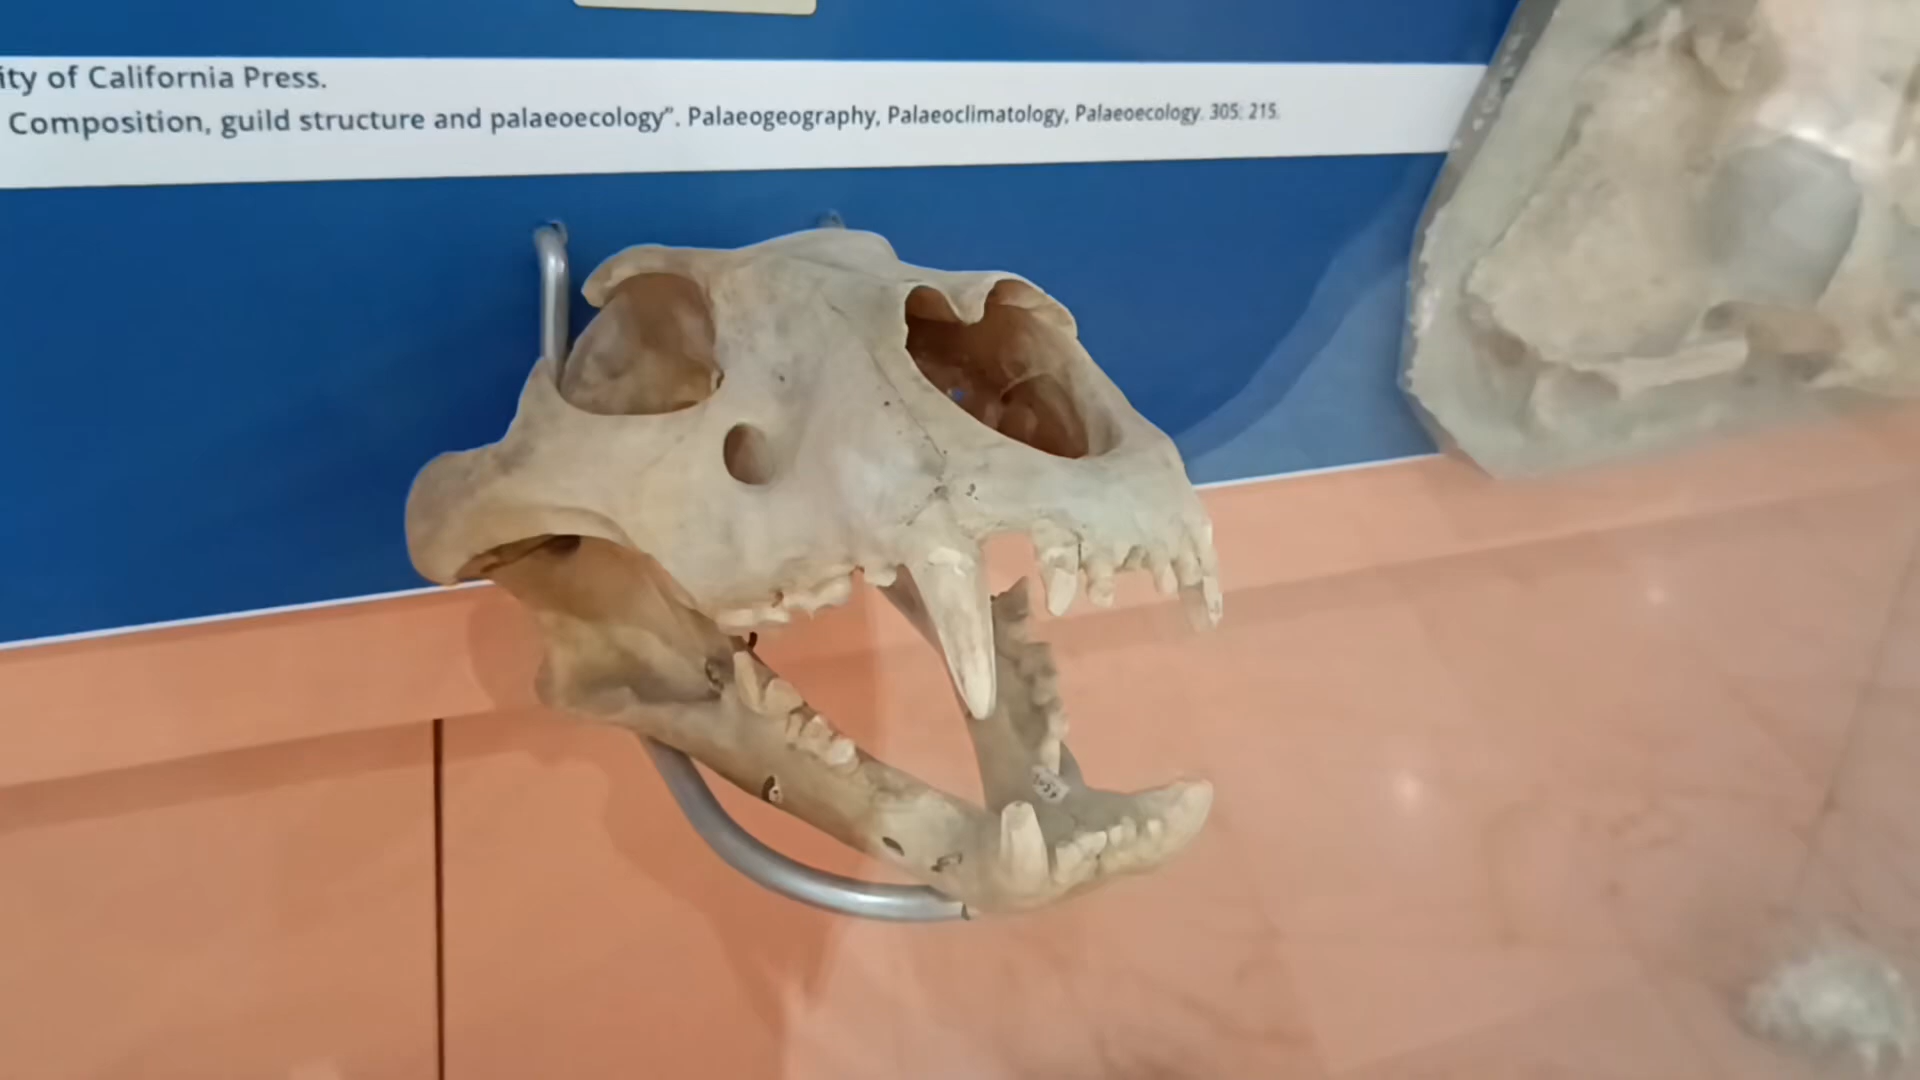 ity of California Press.
Composition, guild structure and palaeoecology”. Palaeogeography, Palaeoclimatology, Palaeoecology. 305: 215.